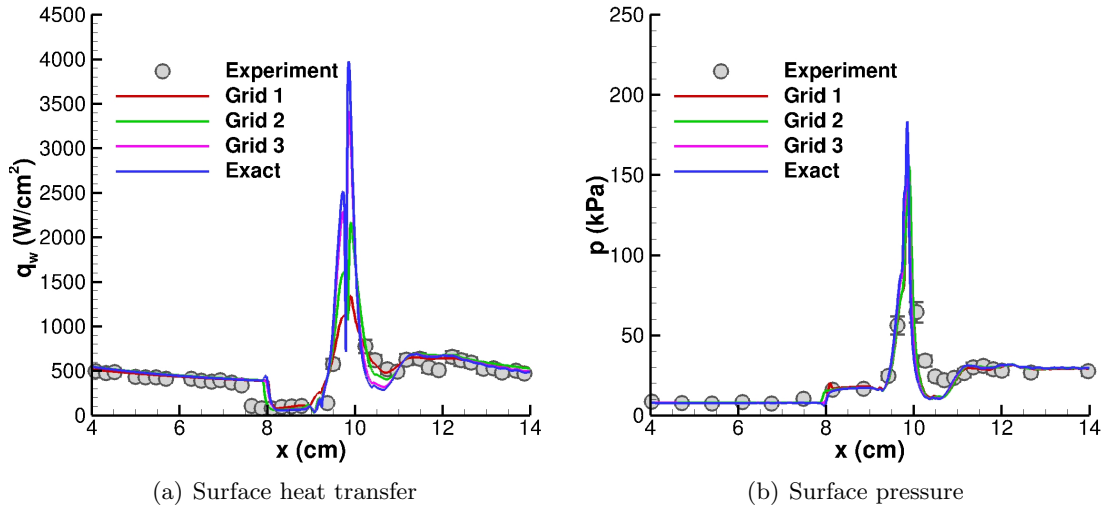 4500
4000
3500
3000
2500
2000
1500
1000
500
0
q_w (W/cm²)
Experiment
Grid 1
Grid 2
Grid 3
Exact
4 6 8 10 12 14
x (cm)
(a) Surface heat transfer
250
200
150
100
50
0
p (kPa)
Experiment
Grid 1
Grid 2
Grid 3
Exact
4 6 8 10 12 14
x (cm)
(b) Surface pressure